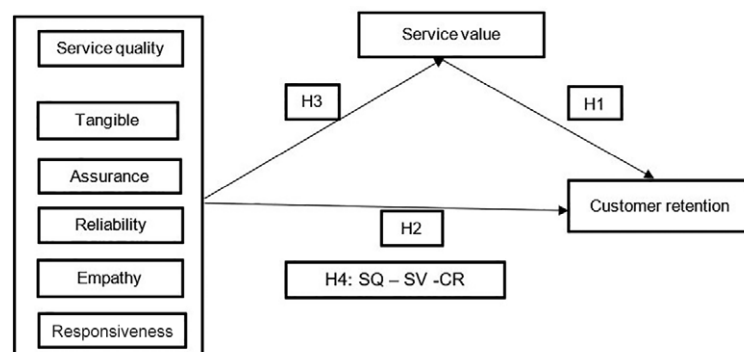 Service quality
Tangible
Assurance
Reliability
Empathy
Responsiveness
Service value
H3
H1
H2
Customer retention
H4: SQ – SV -CR